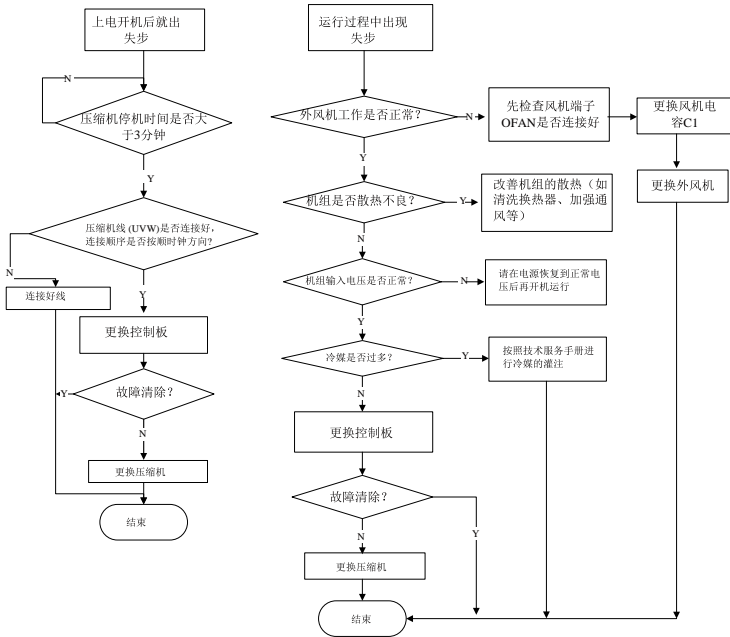 上电开机后就出
失步
N
压缩机停机时间是否大
于3分钟
Y
压缩机线 (UVW)是否连接好，
连接顺序是否按顺时钟方向？
N
连接好线
Y
更换控制板
故障清除？
Y
N
更换压缩机
结束
运行过程中出现
失步
外风机工作是否正常？
N
先检查风机端子
OFAN是否连接好
更换风机电
容C1
更换外风机
Y
机组是否散热不良？
Y
改善机组的散热（如
清洗换热器、加强通
风等）
N
机组输入电压是否正常？
N
请在电源恢复到正常电
压后再开机运行
Y
冷媒是否过多？
Y
按照技术服务手册进
行冷媒的灌注
N
更换控制板
故障清除？
Y
N
更换压缩机
结束